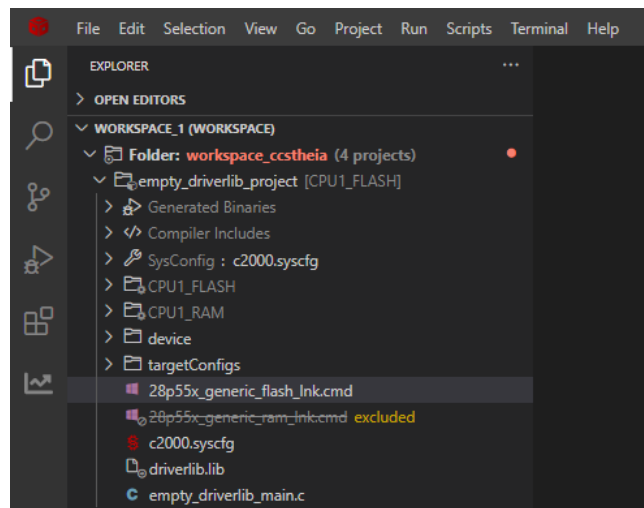 File Edit Selection View Go Project Run Scripts Terminal Help
EXPLORER
OPEN EDITORS
WORKSPACE_1 (WORKSPACE)
Folder: workspace_ccstheia (4 projects)
empty_driverlib_project [CPU1_FLASH]
Generated Binaries
Compiler Includes
SysConfig : c2000.syscfg
CPU1_FLASH
CPU1_RAM
device
targetConfigs
28p55x_generic_flash_lnk.cmd
28p55x_generic_ram_lnk.cmd excluded
c2000.syscfg
driverlib.lib
empty_driverlib_main.c